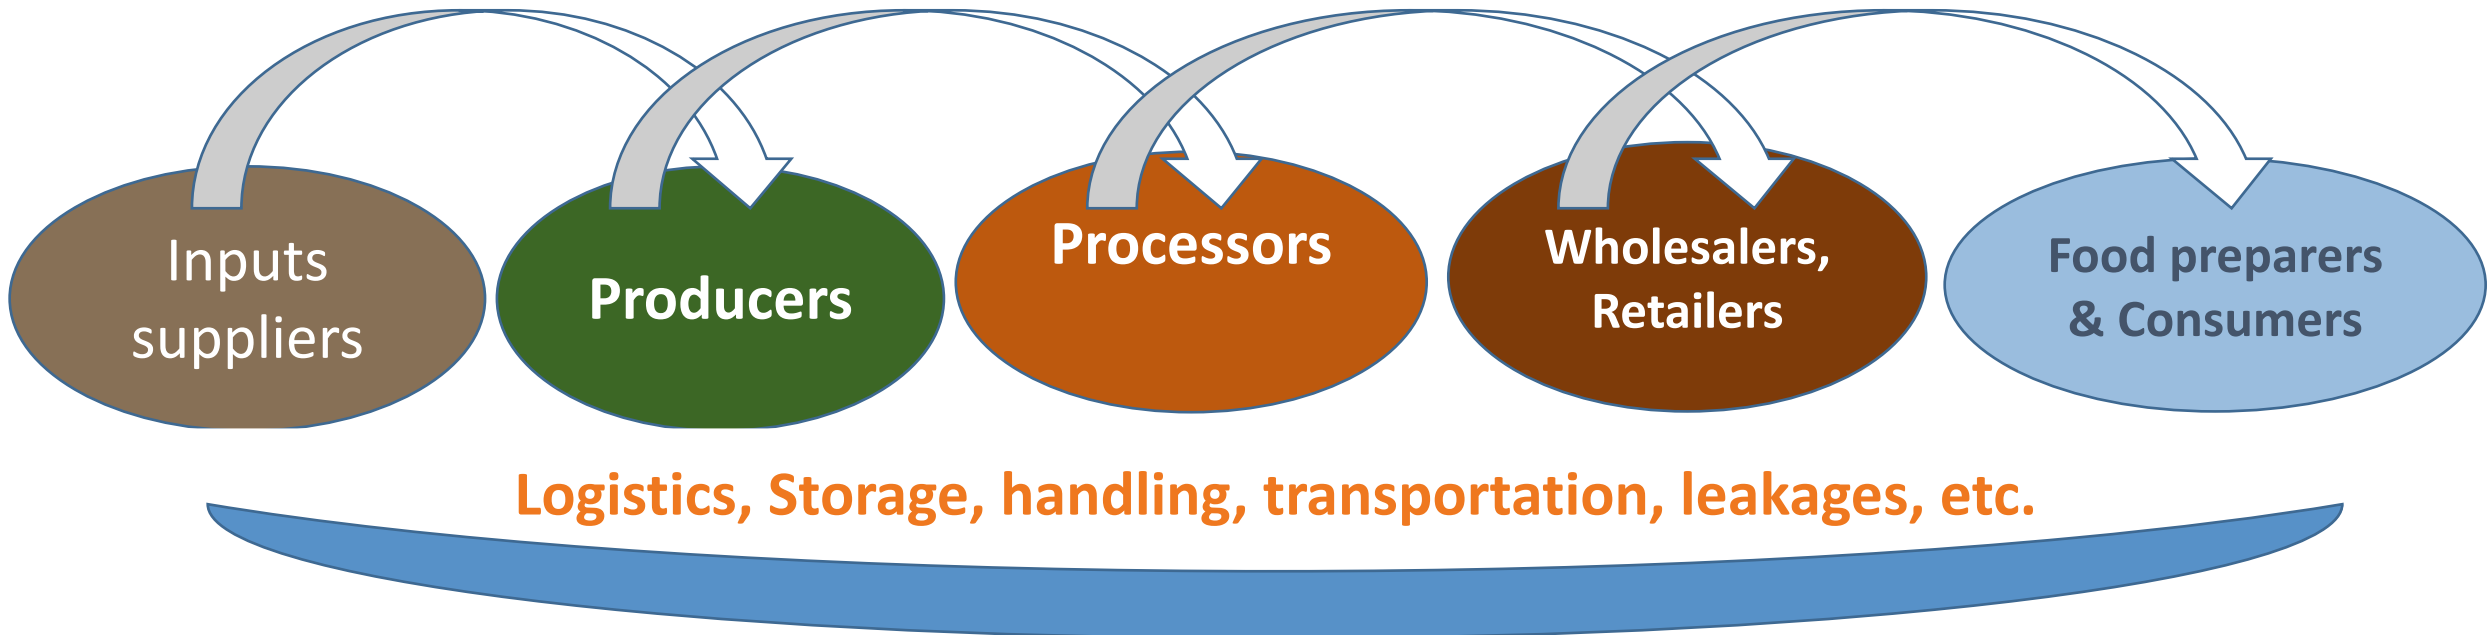 Inputs
suppliers
Producers
Processors
Wholesalers,
Retailers
Food preparers
& Consumers
Logistics, Storage, handling, transportation, leakages, etc.